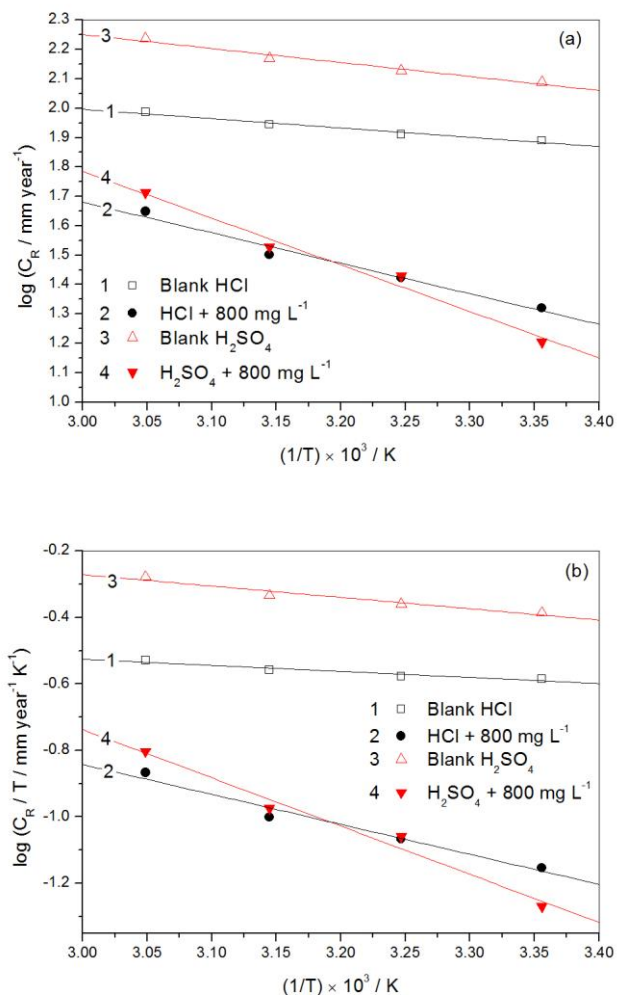 (a)
log (C_R / mm year⁻¹)
2.3
2.2
2.1
2.0
1.9
1.8
1.7
1.6
1.5
1.4
1.3
1.2
1.1
1.0
3
1
4
2
1 □ Blank HCl
2 ● HCl + 800 mg L⁻¹
3 △ Blank H₂SO₄
4 ▼ H₂SO₄ + 800 mg L⁻¹
3.00 3.05 3.10 3.15 3.20 3.25 3.30 3.35 3.40
(1/T) × 10³ / K
(b)
log (C_R / T / mm year⁻¹ K⁻¹)
-0.2
-0.4
-0.6
-0.8
-1.0
-1.2
3
1
4
2
1 □ Blank HCl
2 ● HCl + 800 mg L⁻¹
3 △ Blank H₂SO₄
4 ▼ H₂SO₄ + 800 mg L⁻¹
3.00 3.05 3.10 3.15 3.20 3.25 3.30 3.35 3.40
(1/T) × 10³ / K